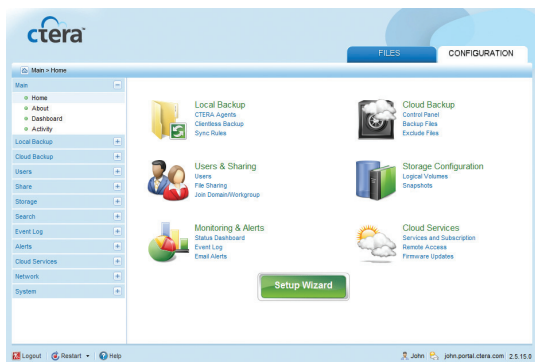 ctera
FILES
CONFIGURATION
Main > Home
Main
Home
About
Dashboard
Activity
Local Backup
Cloud Backup
Users
Share
Storage
Search
Event Log
Alerts
Cloud Services
Network
System
Local Backup
CTERA Agents
Clientless Backup
Sync Rules
Cloud Backup
Control Panel
Backup Files
Exclude Files
Users & Sharing
Users
File Sharing
Join Domain/Workgroup
Storage Configuration
Logical Volumes
Snapshots
Monitoring & Alerts
Status Dashboard
Event Log
Email Alerts
Cloud Services
Services and Subscription
Remote Access
Firmware Updates
Setup Wizard
Logout Restart Help
John john.portal.ctera.com 2.5.15.0